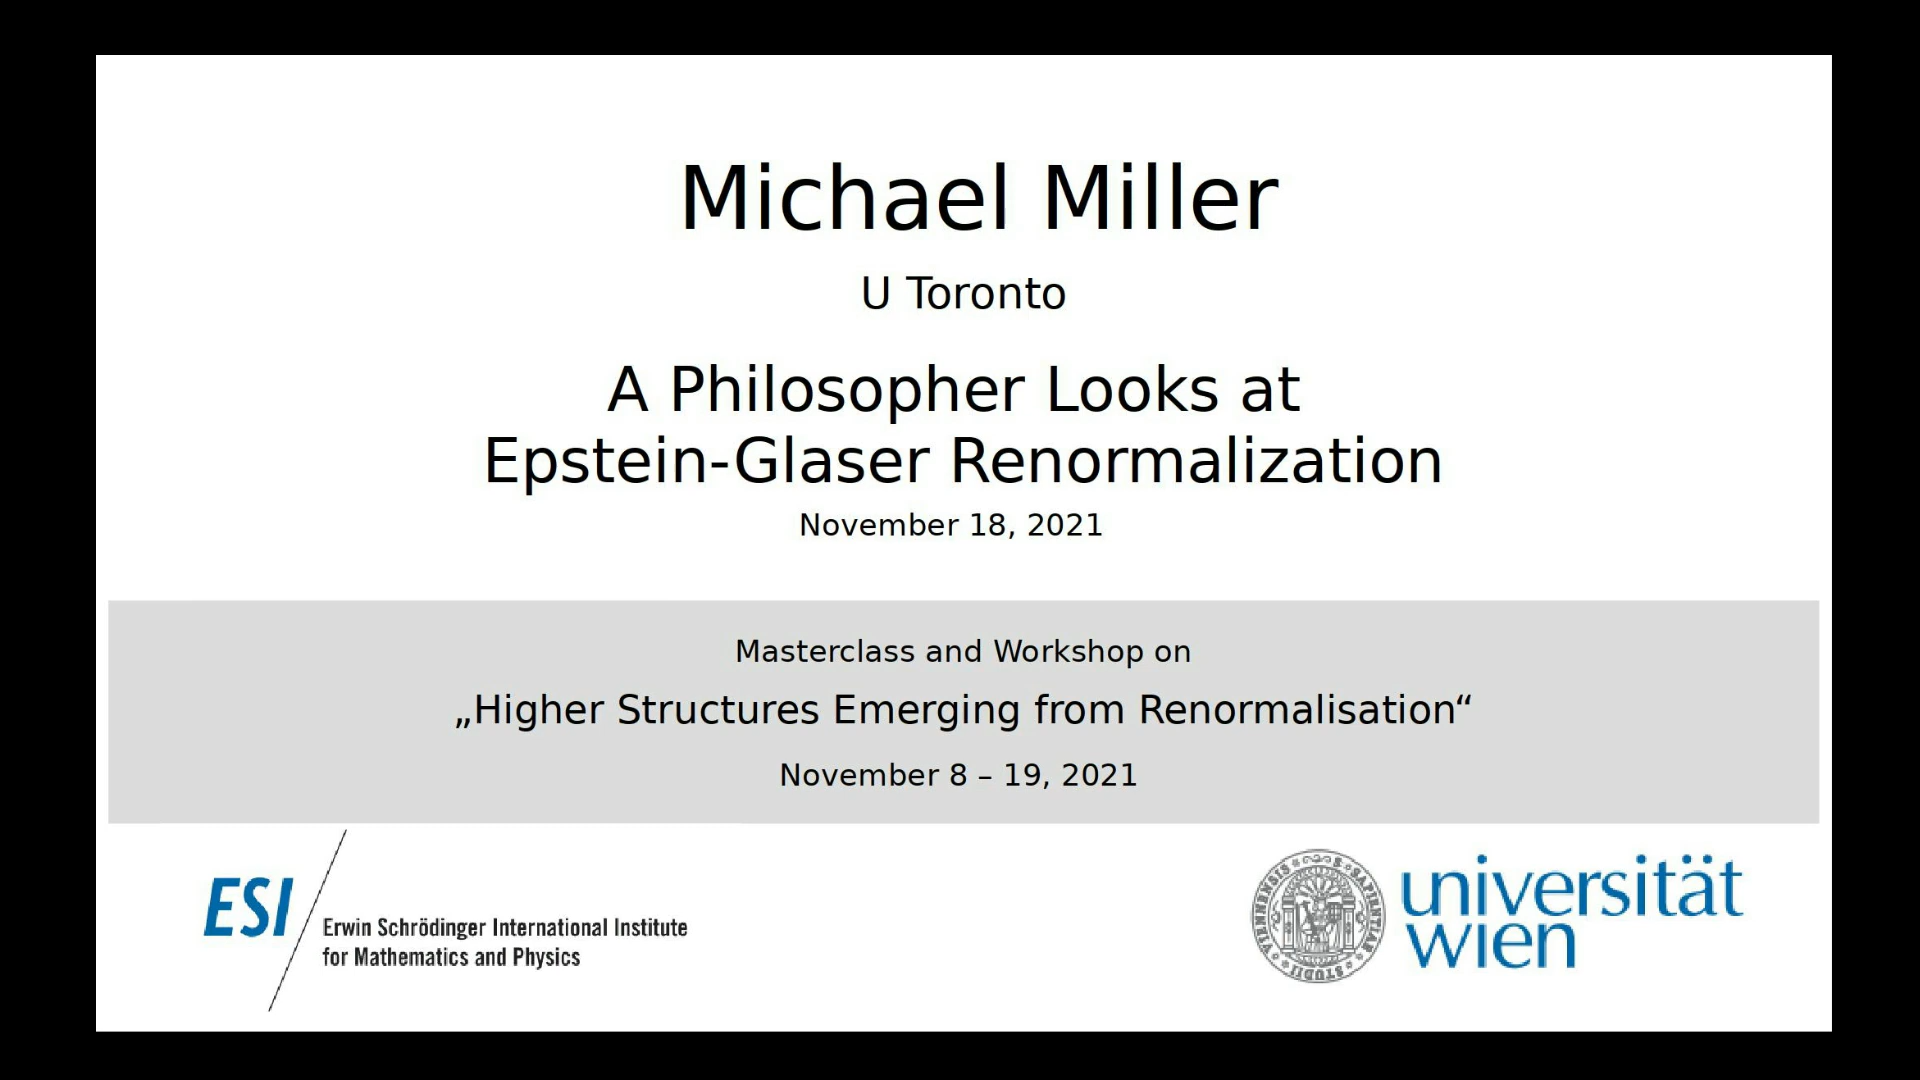 Michael Miller
U Toronto
A Philosopher Looks at
Epstein-Glaser Renormalization
November 18, 2021
Masterclass and Workshop on
„Higher Structures Emerging from Renormalisation“
November 8 – 19, 2021
ESI
Erwin Schrödinger International Institute
for Mathematics and Physics
universität
wien